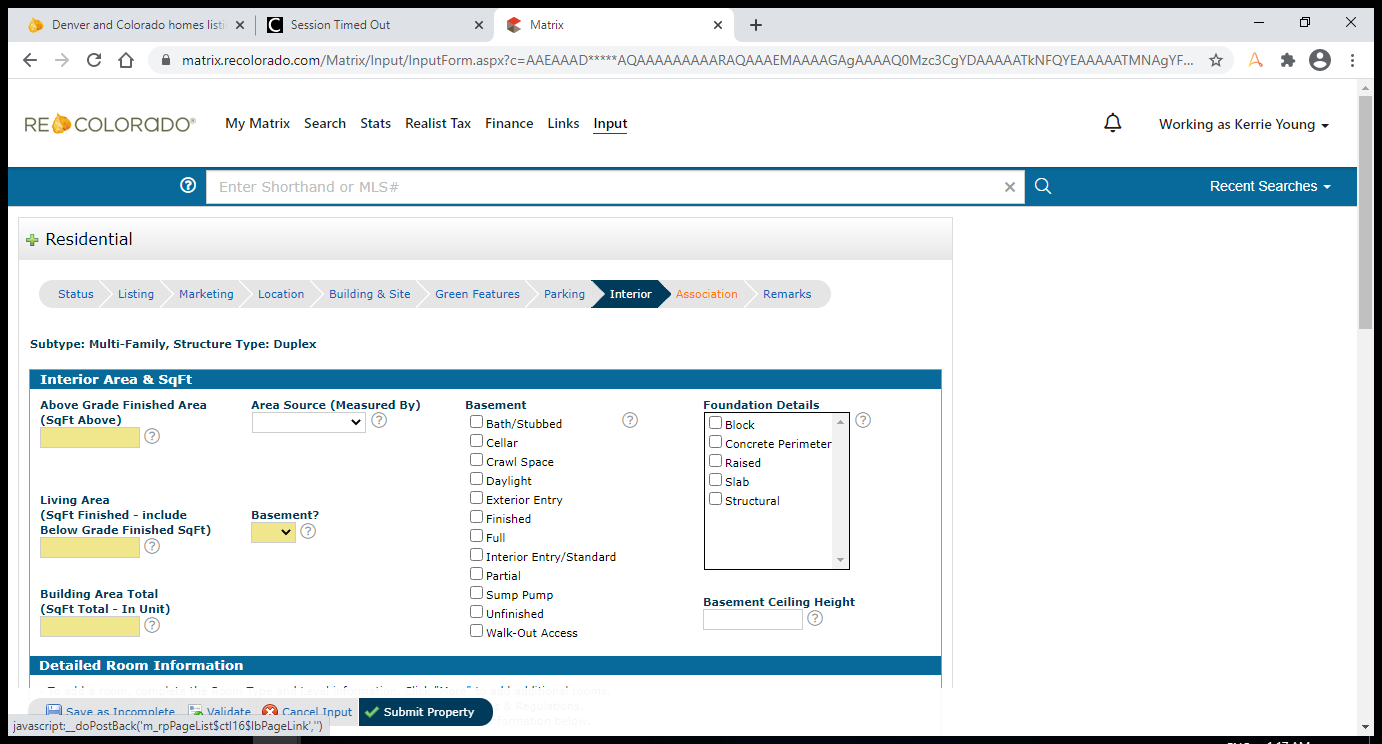 Denver and Colorado homes listi
Session Timed Out
Matrix
matrix.recolorado.com/Matrix/Input/InputForm.aspx?c=AAEAAAD*****AQAAAAAAAAARAQAAAEMAAAAGAgAAAAQ0Mzc3CgYDAAAAATkNFQYEAAAAATMNAgYF...
RECOLORADO®
My Matrix Search Stats Realist Tax Finance Links Input
Working as Kerrie Young
Enter Shorthand or MLS#
Recent Searches
Residential
Status Listing Marketing Location Building & Site Green Features Parking Interior Association Remarks
Subtype: Multi-Family, Structure Type: Duplex
Interior Area & SqFt
Above Grade Finished Area
(SqFt Above)
Living Area
(SqFt Finished - include
Below Grade Finished SqFt)
Building Area Total
(SqFt Total - In Unit)
Area Source (Measured By)
Basement?
Basement
Bath/Stubbed
Cellar
Crawl Space
Daylight
Exterior Entry
Finished
Full
Interior Entry/Standard
Partial
Sump Pump
Unfinished
Walk-Out Access
Foundation Details
Block
Concrete Perimeter
Raised
Slab
Structural
Basement Ceiling Height
Detailed Room Information
Save as Incomplete Validate Cancel Input Submit Property
javascript:__doPostBack('m_rpPageList$ctl16$lbPageLink','')